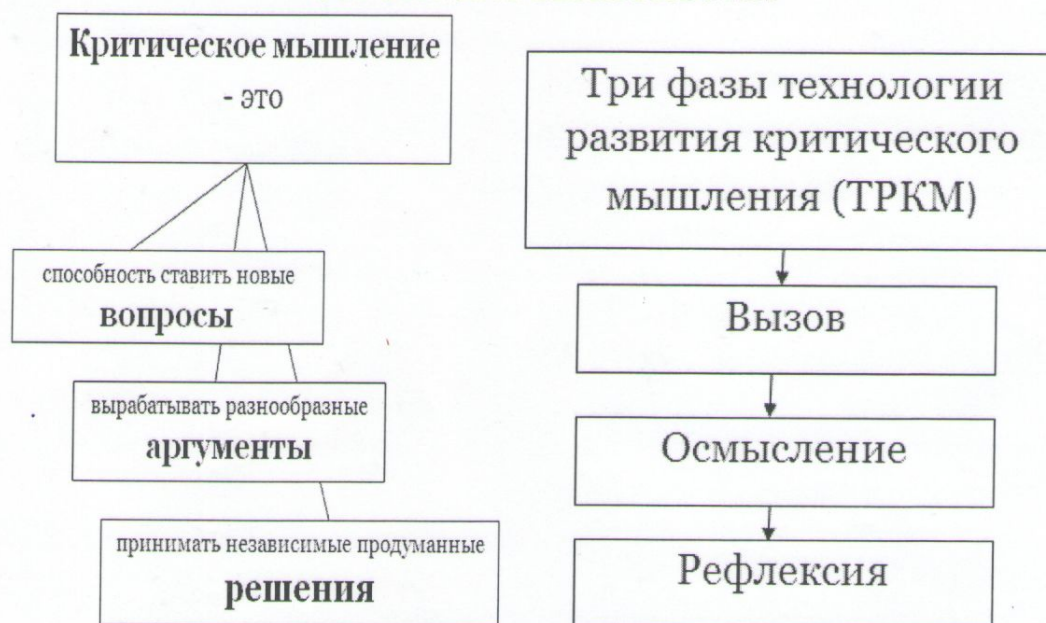 Критическое мышление
- это
способность ставить новые
вопросы
вырабатывать разнообразные
аргументы
принимать независимые продуманные
решения
Три фазы технологии
развития критического
мышления (ТРКМ)
Вызов
Осмысление
Рефлексия